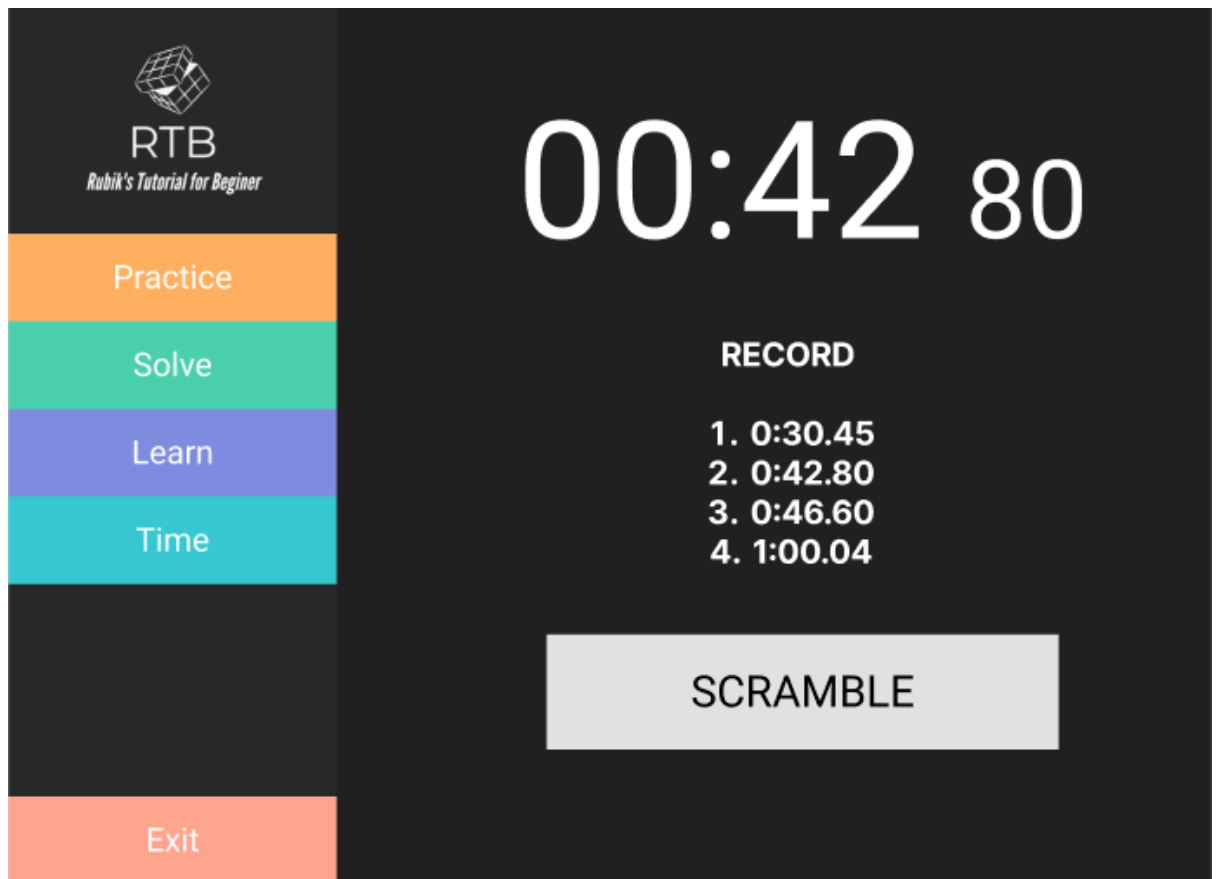 RTB
Rubik's Tutorial for Beginer
Practice
Solve
Learn
Time
Exit
00:42 80
RECORD
1. 0:30.45
2. 0:42.80
3. 0:46.60
4. 1:00.04
SCRAMBLE